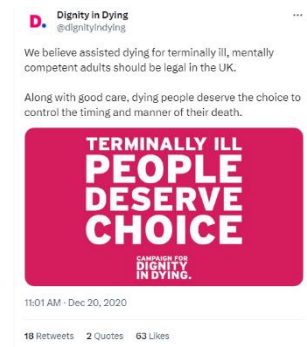 D.
Dignity in Dying
@dignityindying
...
We believe assisted dying for terminally ill, mentally
competent adults should be legal in the UK.
Along with good care, dying people deserve the choice to
control the timing and manner of their death.
TERMINALLY ILL
PEOPLE
DESERVE
CHOICE
CAMPAIGN FOR
DIGNITY
IN DYING.
11:01 AM · Dec 20, 2020
18 Retweets 2 Quotes 63 Likes